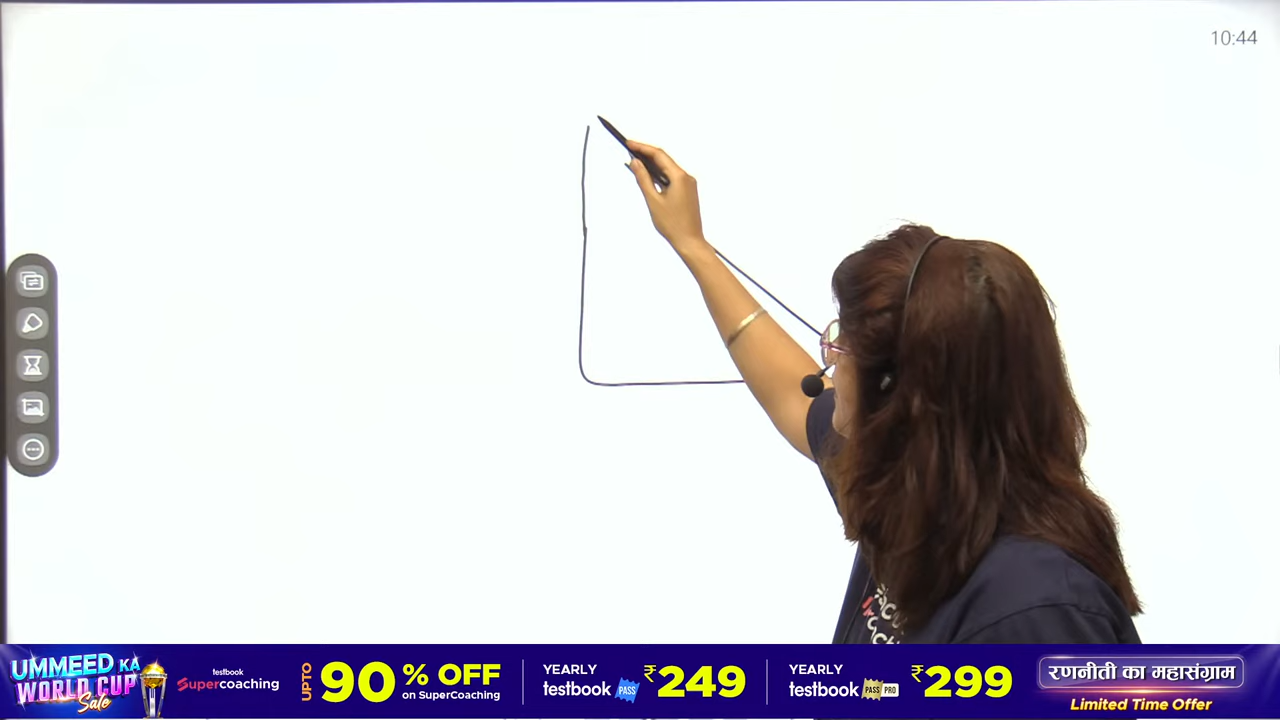 10:44
UMMEED KA
WORLD CUP
Sale
testbook
Supercoaching
UPTO
90% OFF
on SuperCoaching
YEARLY
testbook PASS
₹249
YEARLY
testbook PASS PRO
₹299
रणनीती का महासंग्राम
Limited Time Offer